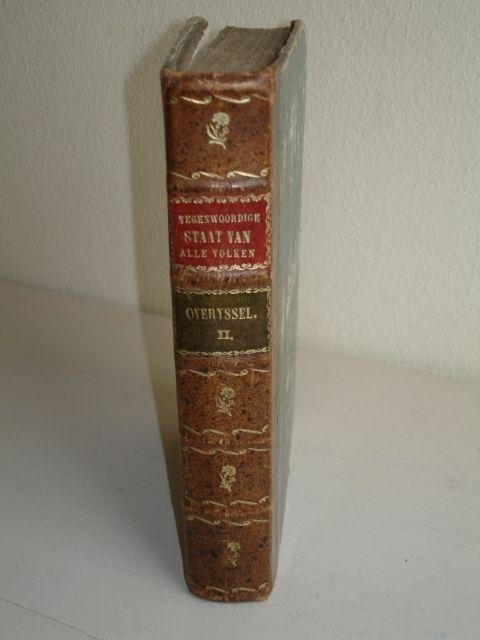 TEGENWOORDIGE
STAAT VAN
ALLE VOLKEN
OVERYSSEL.
II.